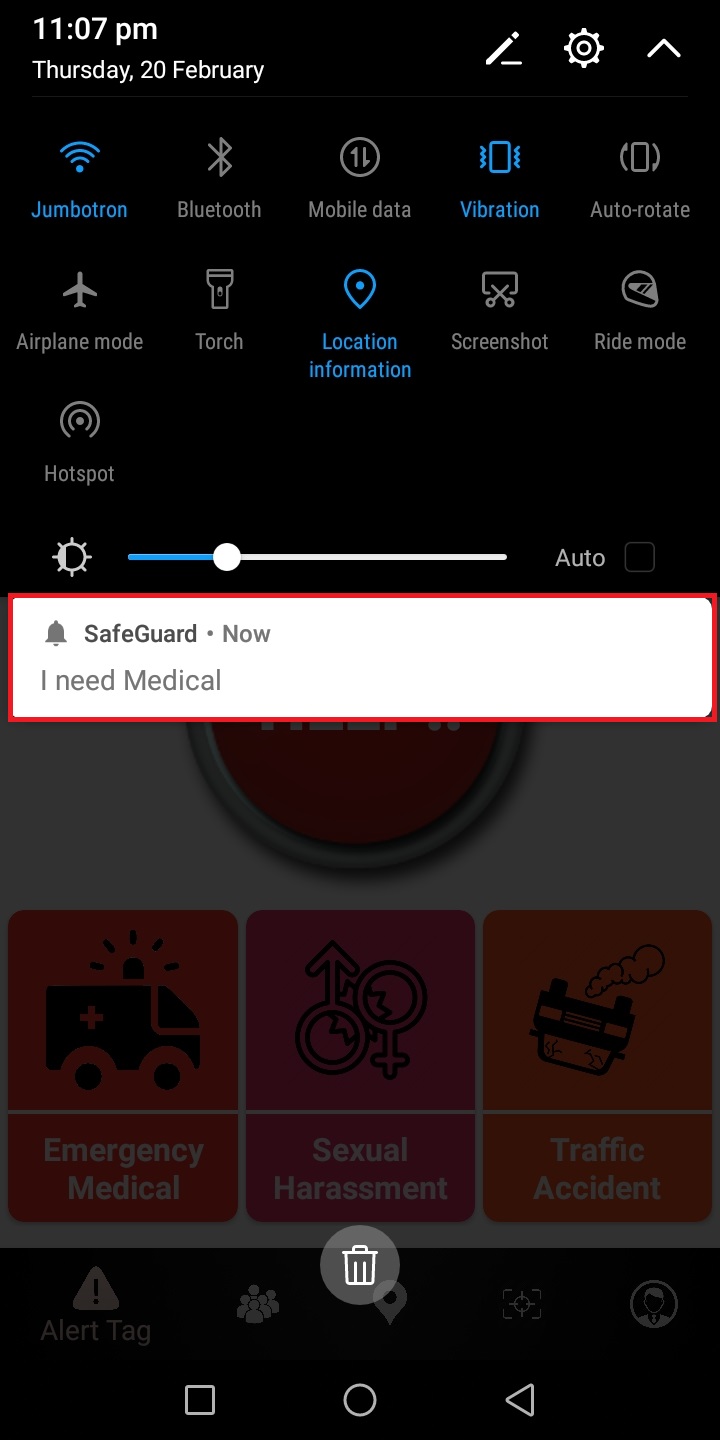 11:07 pm
Thursday, 20 February
Jumbotron
Bluetooth
Mobile data
Vibration
Auto-rotate
Airplane mode
Torch
Location
information
Screenshot
Ride mode
Hotspot
Auto
SafeGuard • Now
I need Medical
Emergency
Medical
Sexual
Harassment
Traffic
Accident
Alert Tag